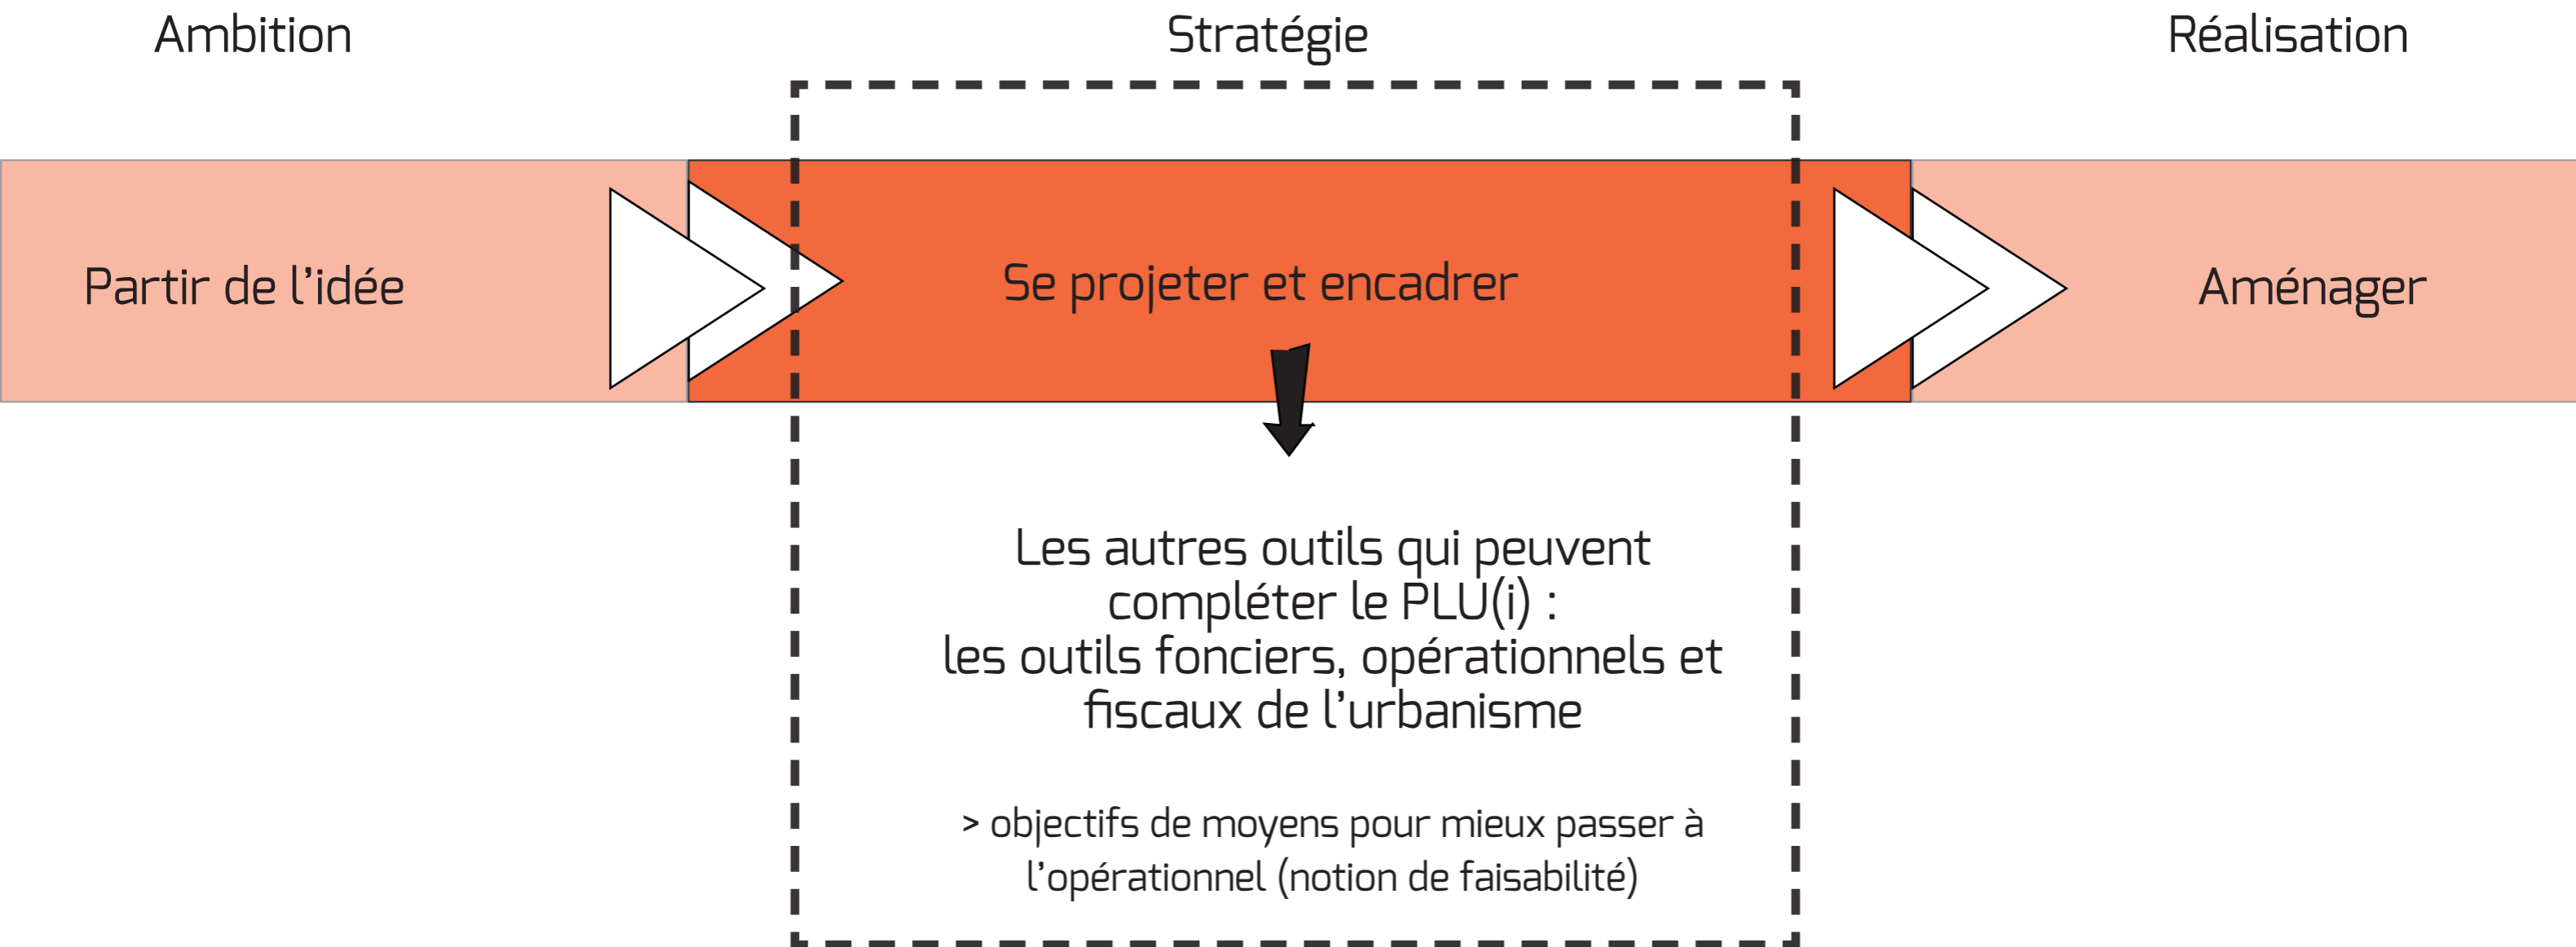 Ambition
Stratégie
Réalisation
Partir de l’idée
Se projeter et encadrer
Aménager
Les autres outils qui peuvent
compléter le PLU(i) :
les outils fonciers, opérationnels et
fiscaux de l’urbanisme
> objectifs de moyens pour mieux passer à
l’opérationnel (notion de faisabilité)